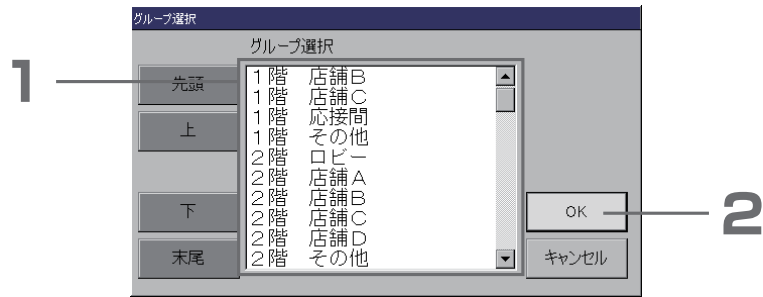 グループ選択
グループ選択
1
先頭
上
下
末尾
1階 店舗B
1階 店舗C
1階 応接間
1階 その他
2階 ロビー
2階 店舗A
2階 店舗B
2階 店舗C
2階 店舗D
2階 その他
OK
キャンセル
2